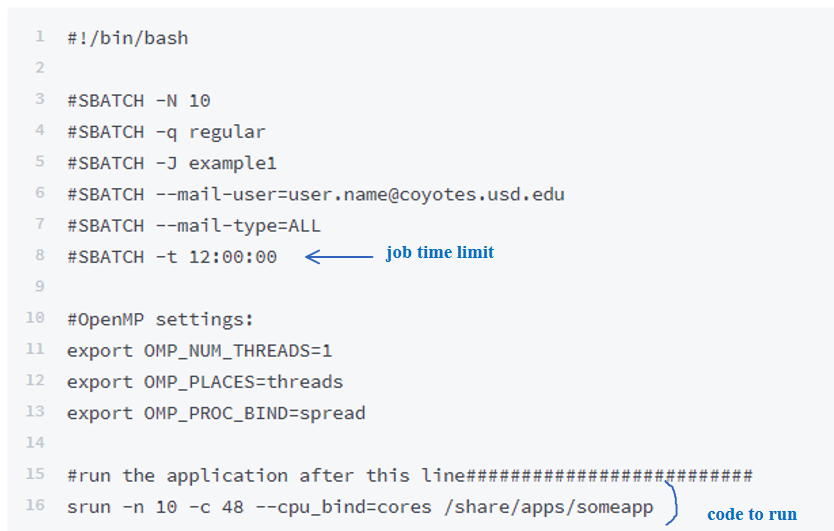 1 #!/bin/bash
2
3 #SBATCH -N 10
4 #SBATCH -q regular
5 #SBATCH -J example1
6 #SBATCH --mail-user=user.name@coyotes.usd.edu
7 #SBATCH --mail-type=ALL
8 #SBATCH -t 12:00:00 job time limit
9
10 #OpenMP settings:
11 export OMP_NUM_THREADS=1
12 export OMP_PLACES=threads
13 export OMP_PROC_BIND=spread
14
15 #run the application after this line##########################
16 srun -n 10 -c 48 --cpu_bind=cores /share/apps/someapp code to run